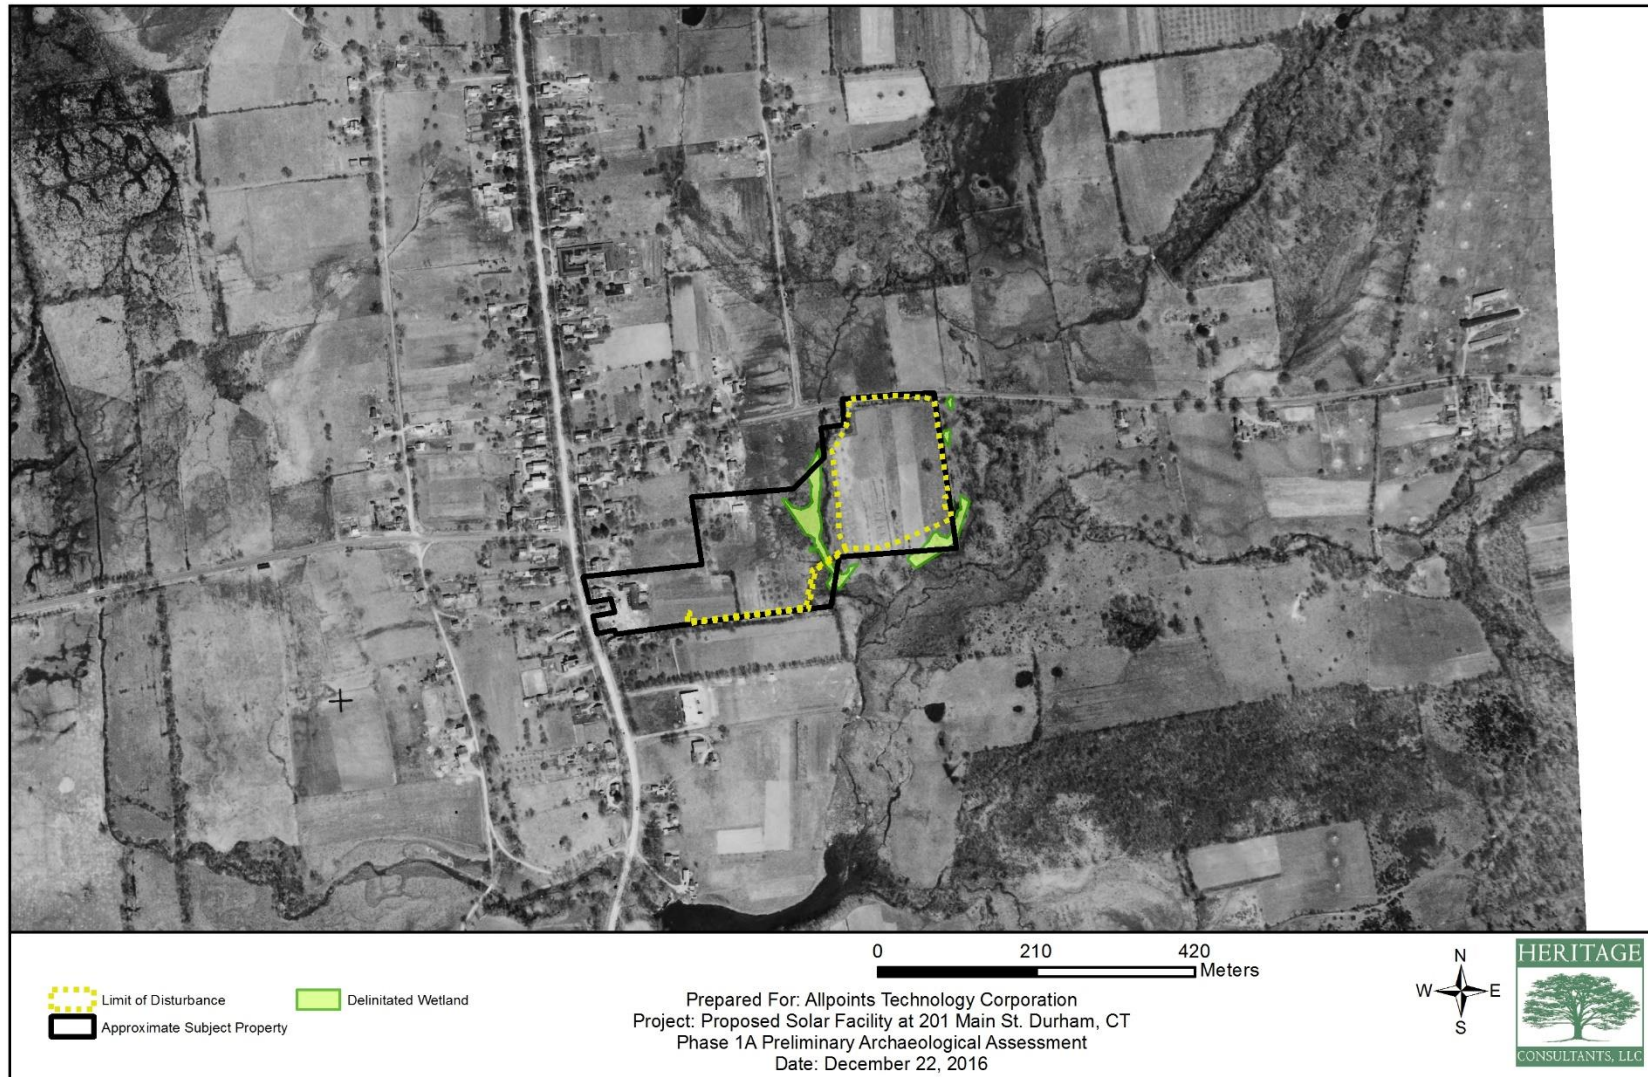 0 210 420
Meters
Limit of Disturbance
Delinitated Wetland
Approximate Subject Property
Prepared For: Allpoints Technology Corporation
Project: Proposed Solar Facility at 201 Main St. Durham, CT
Phase 1A Preliminary Archaeological Assessment
Date: December 22, 2016
N
W E
S
HERITAGE
CONSULTANTS, LLC